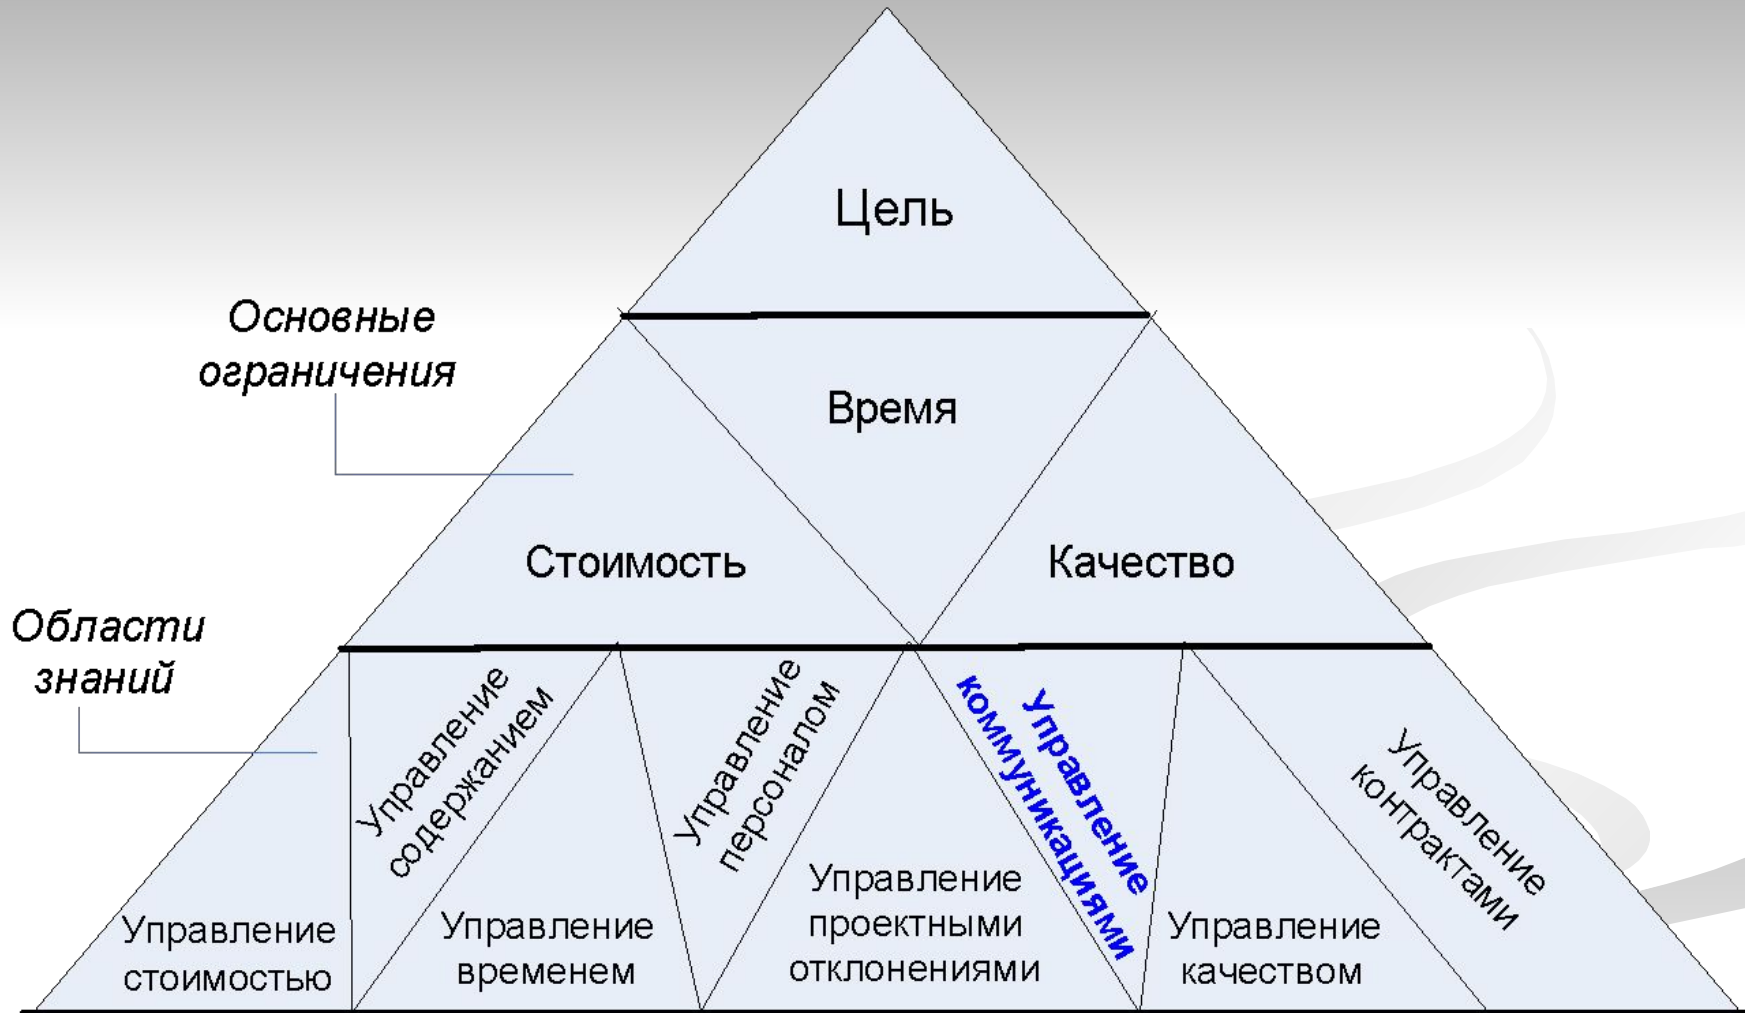 Цель
Основные
ограничения
Время
Стоимость
Качество
Области
знаний
Управление
стоимостью
Управление
содержанием
Управление
временем
Управление
персоналом
Управление
проектными
отклонениями
Управление
коммуникациями
Управление
качеством
Управление
контрактами